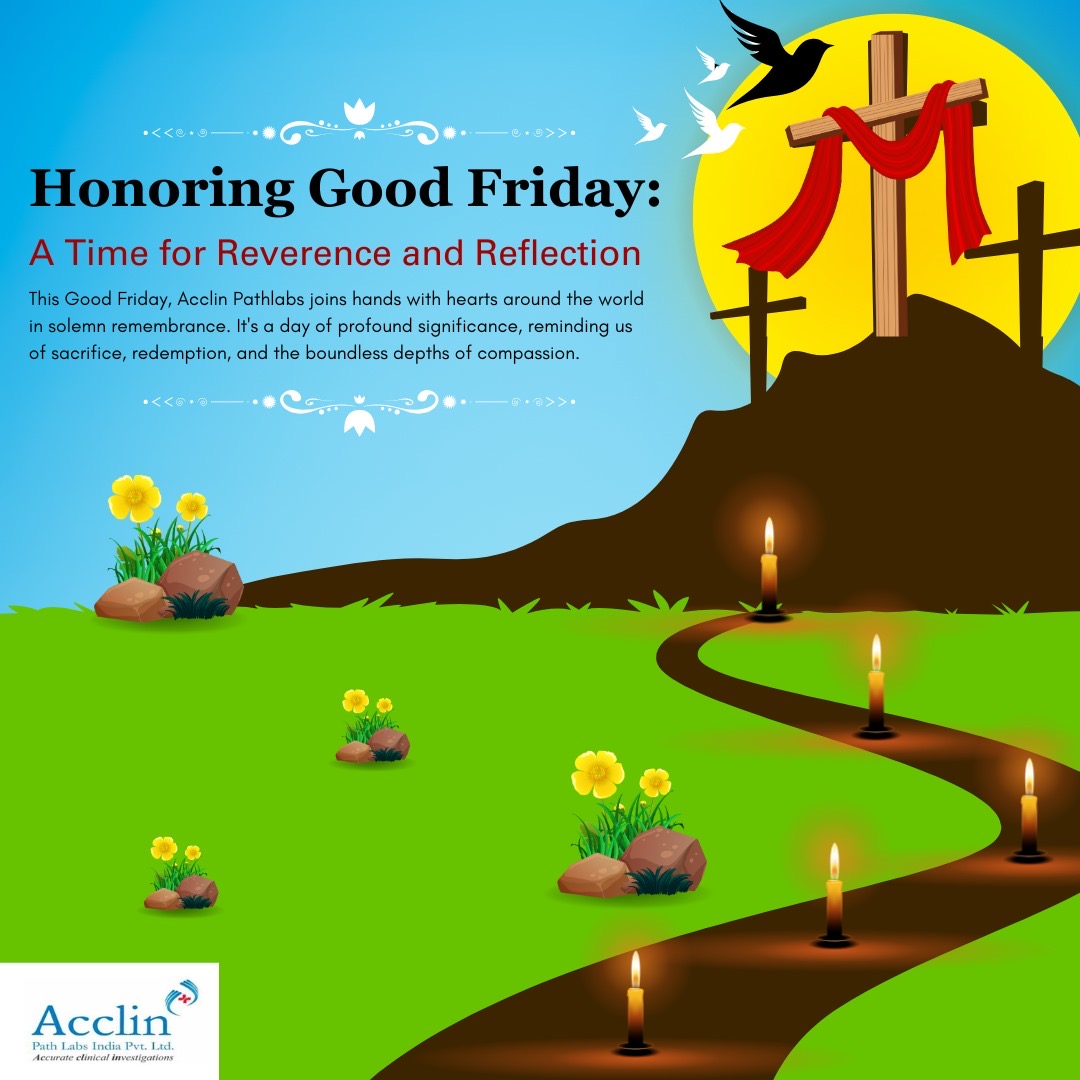 Honoring Good Friday:
A Time for Reverence and Reflection
This Good Friday, Acclin Pathlabs joins hands with hearts around the world
in solemn remembrance. It's a day of profound significance, reminding us
of sacrifice, redemption, and the boundless depths of compassion.
Acclin
Path Labs India Pvt. Ltd.
Accurate clinical investigations